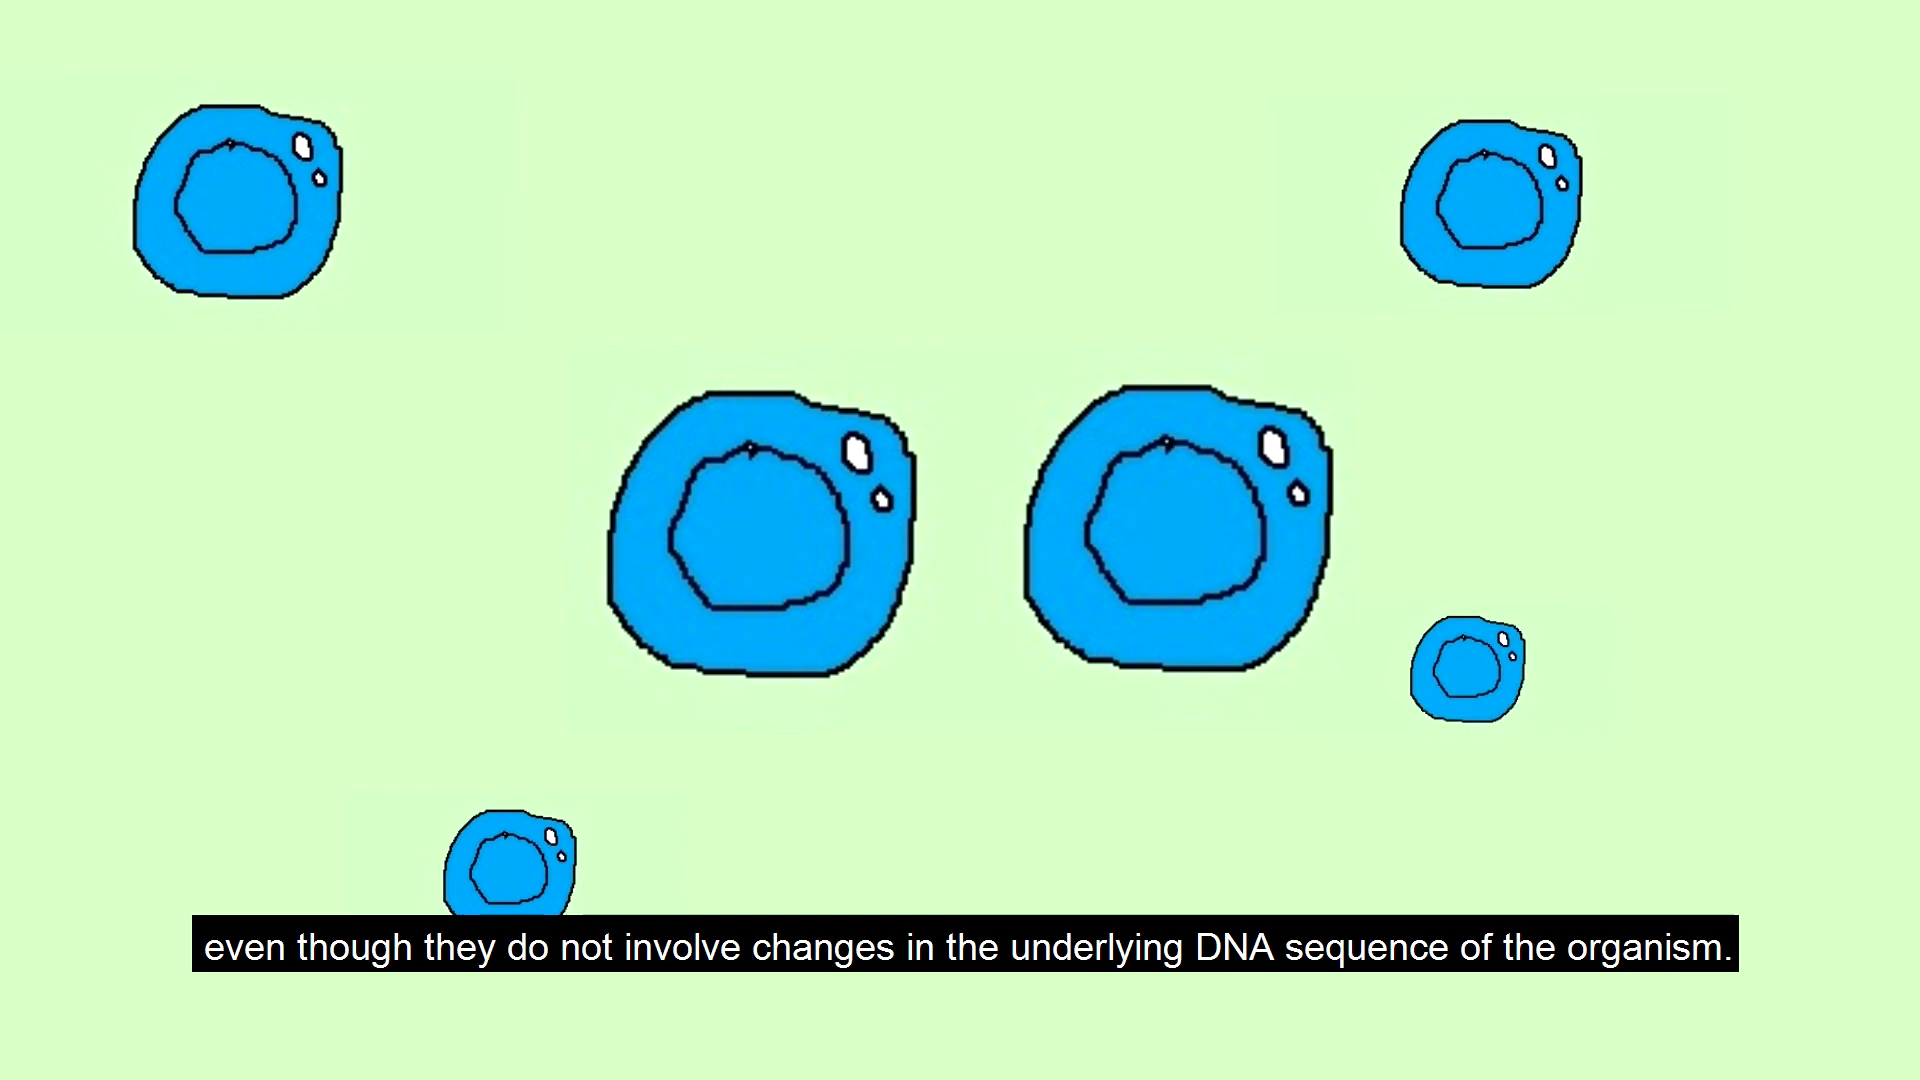 even though they do not involve changes in the underlying DNA sequence of the organism.